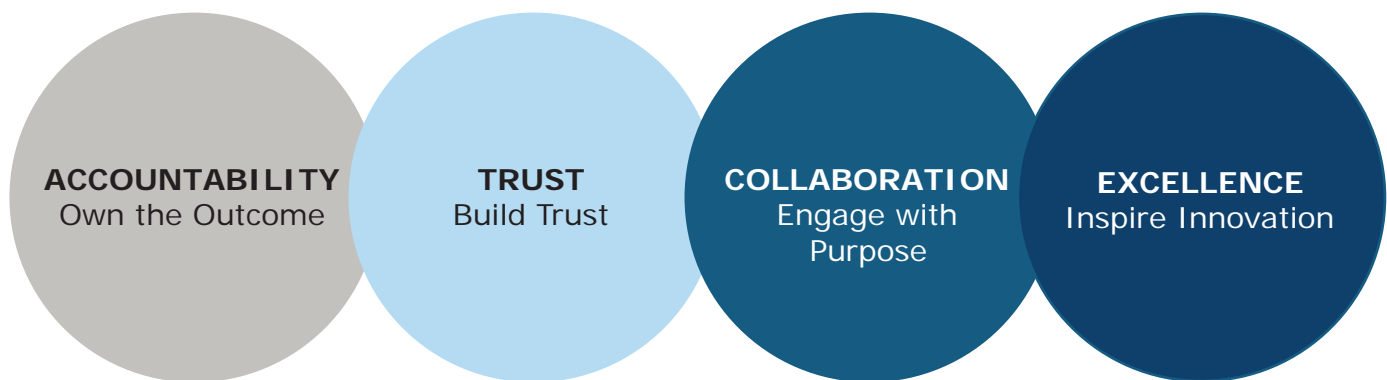 ACCOUNTABILITY
Own the Outcome
TRUST
Build Trust
COLLABORATION
Engage with
Purpose
EXCELLENCE
Inspire Innovation